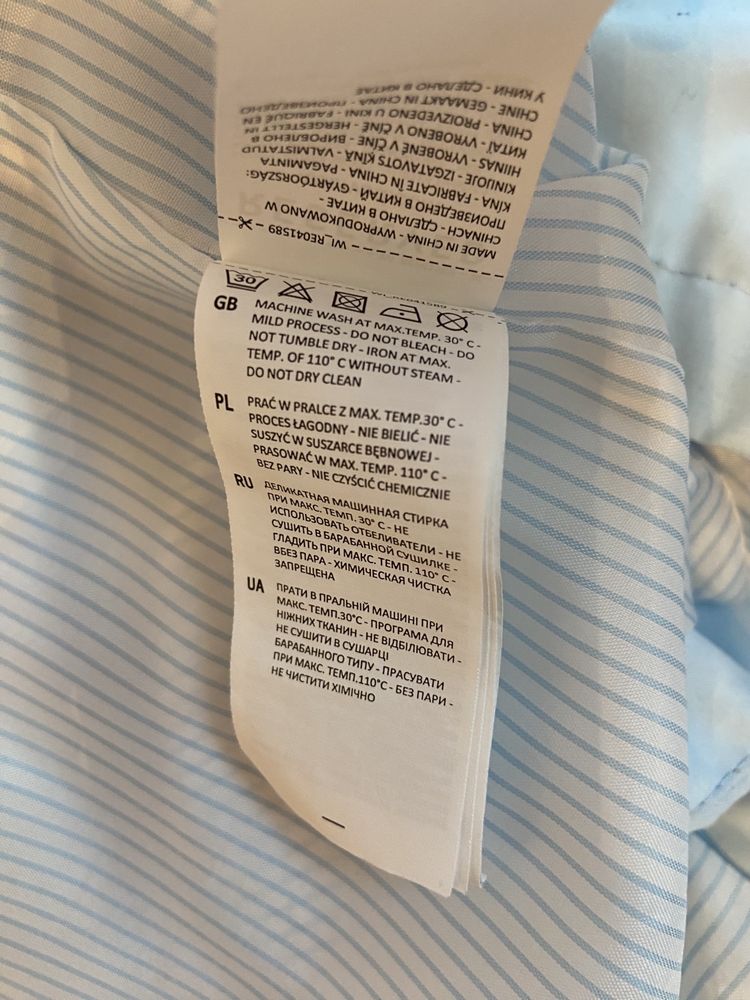 MADE IN CHINA - WYPRODUKOWANO W
CHINACH - СДЕЛАНО В КИТАЕ -
ПРОИЗВЕДЕНО В КИТАЙ - GYÁRTÓORSZÁG:
KÍNA - FABRICATE ÎN CHINA - PAGAMINTA
KINIJOJE - IZGATAVOTS ĶĪNĀ - VALMISTATUD
HIINAS - VYROBENÉ V ČÍNE - ВИРОБЛЕНО В
КИТАЇ - VYROBENO V ČÍNĚ - HERGESTELLT IN
CHINA - PROIZVEDENO U KINI - FABRIQUÉ EN
CHINE - GEMAAKT IN CHINA - ПРОИЗВЕДЕНО
У КИНИ - СДЕЛАНО В КИТАЕ
WI_RE041589
30
GB MACHINE WASH AT MAX.TEMP. 30° C -
MILD PROCESS - DO NOT BLEACH - DO
NOT TUMBLE DRY - IRON AT MAX.
TEMP. OF 110° C WITHOUT STEAM -
DO NOT DRY CLEAN
PL PRAĆ W PRALCE Z MAX. TEMP.30° C -
PROCES ŁAGODNY - NIE BIELIĆ - NIE
SUSZYĆ W SUSZARCE BĘBNOWEJ -
PRASOWAĆ W MAX. TEMP. 110° C -
BEZ PARY - NIE CZYŚCIĆ CHEMICZNIE
RU ДЕЛИКАТНАЯ МАШИННАЯ СТИРКА
ПРИ МАКС. ТЕМП. 30° C - НЕ
ИСПОЛЬЗОВАТЬ ОТБЕЛИВАТЕЛИ - НЕ
СУШИТЬ В БАРАБАННОЙ СУШИЛКЕ -
ГЛАДИТЬ ПРИ МАКС. ТЕМП. 110° C -
ВБЕЗ ПАРА - ХИМИЧЕСКАЯ ЧИСТКА
ЗАПРЕЩЕНА
UA ПРАТИ В ПРАЛЬНІЙ МАШИНІ ПРИ
МАКС. ТЕМП.30°C - ПРОГРАМА ДЛЯ
НІЖНИХ ТКАНИН - НЕ ВІДБІЛЮВАТИ -
НЕ СУШИТИ В СУШАРЦІ
БАРАБАННОГО ТИПУ - ПРАСУВАТИ
ПРИ МАКС. ТЕМП.110°C - БЕЗ ПАРИ -
НЕ ЧИСТИТИ ХІМІЧНО